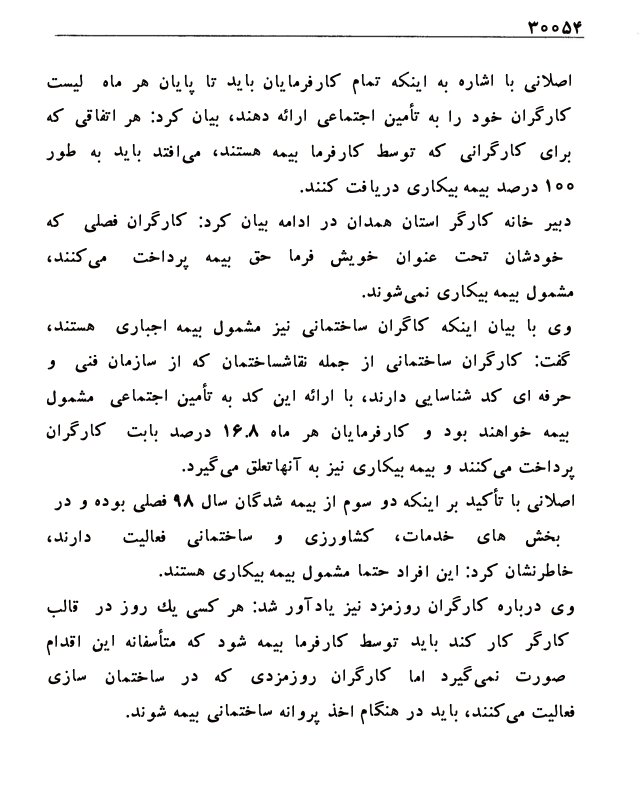 ۳۰۰۵۴
اصلانی با اشاره به اینکه تمام کارفرمایان باید تا پایان هر ماه لیست
کارگران خود را به تأمین اجتماعی ارائه دهند، بیان کرد: هر اتفاقی که
برای کارگرانی که توسط کارفرما بیمه هستند، می‌افتد باید به طور
۱۰۰ درصد بیمه بیکاری دریافت کنند.
دبیر خانه کارگر استان همدان در ادامه بیان کرد: کارگران فصلی که
خودشان تحت عنوان خویش فرما حق بیمه پرداخت می‌کنند،
مشمول بیمه بیکاری نمی‌شوند.
وی با بیان اینکه کاگران ساختمانی نیز مشمول بیمه اجباری هستند،
گفت: کارگران ساختمانی از جمله نقاشساختمان که از سازمان فنی و
حرفه ای کد شناسایی دارند، با ارائه این کد به تأمین اجتماعی مشمول
بیمه خواهند بود و کارفرمایان هر ماه ۱۶.۸ درصد بابت کارگران
پرداخت می‌کنند و بیمه بیکاری نیز به آنهاتعلق می‌گیرد.
اصلانی با تأکید بر اینکه دو سوم از بیمه شدگان سال ۹۸ فصلی بوده و در
بخش های خدمات، کشاورزی و ساختمانی فعالیت دارند،
خاطرنشان کرد: این افراد حتما مشمول بیمه بیکاری هستند.
وی درباره کارگران روزمزد نیز یادآور شد: هر کسی یك روز در قالب
کارگر کار کند باید توسط کارفرما بیمه شود که متأسفانه این اقدام
صورت نمی‌گیرد اما کارگران روزمزدی که در ساختمان سازی
فعالیت می‌کنند، باید در هنگام اخذ پروانه ساختمانی بیمه شوند.